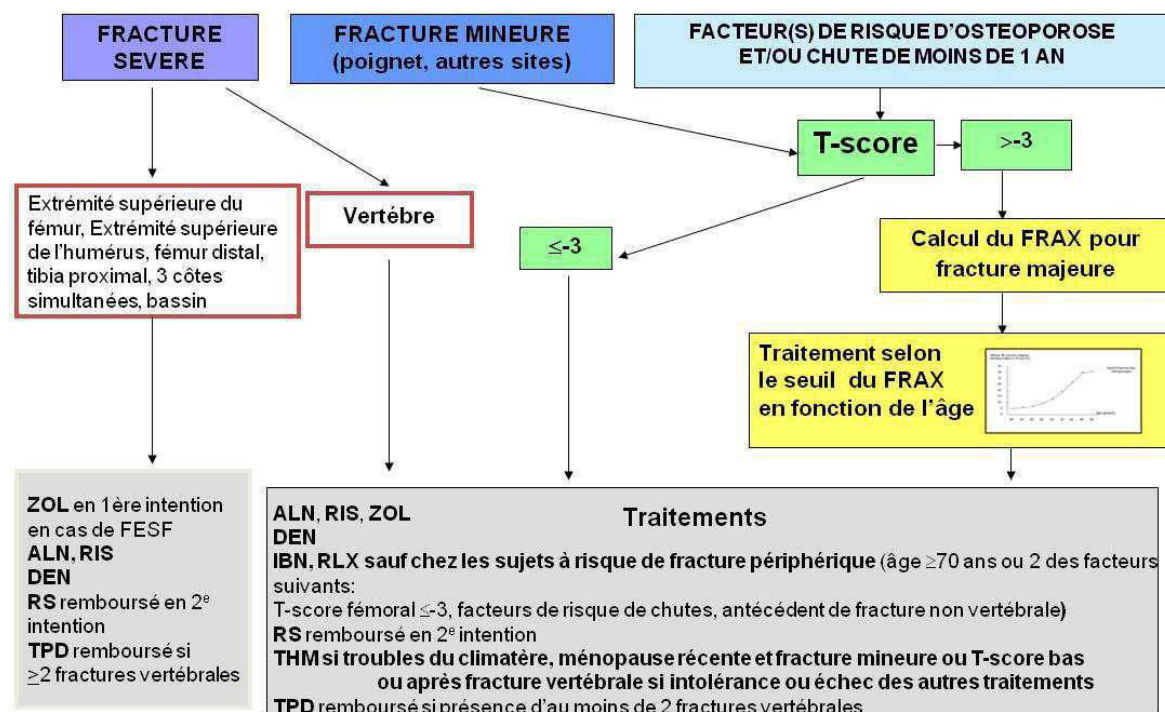 FRACTURE
SEVERE
FRACTURE MINEURE
(poignet, autres sites)
FACTEUR(S) DE RISQUE D'OSTEOPOROSE
ET/OU CHUTE DE MOINS DE 1 AN
T-score
>-3
Extrémité supérieure du
fémur, Extrémité supérieure
de l'humérus, fémur distal,
tibia proximal, 3 côtes
simultanées, bassin
Vertébre
≤-3
Calcul du FRAX pour
fracture majeure
Traitement selon
le seuil du FRAX
en fonction de l'âge
ZOL en 1ère intention
en cas de FESF
ALN, RIS
DEN
RS remboursé en 2e
intention
TPD remboursé si
≥2 fractures vertébrales
Traitements
ALN, RIS, ZOL
DEN
IBN, RLX sauf chez les sujets à risque de fracture périphérique (âge ≥70 ans ou 2 des facteurs
suivants:
T-score fémoral ≤-3, facteurs de risque de chutes, antécédent de fracture non vertébrale)
RS remboursé en 2e intention
THM si troubles du climatère, ménopause récente et fracture mineure ou T-score bas
ou après fracture vertébrale si intolérance ou échec des autres traitements
TPD remboursé si présence d'au moins de 2 fractures vertébrales